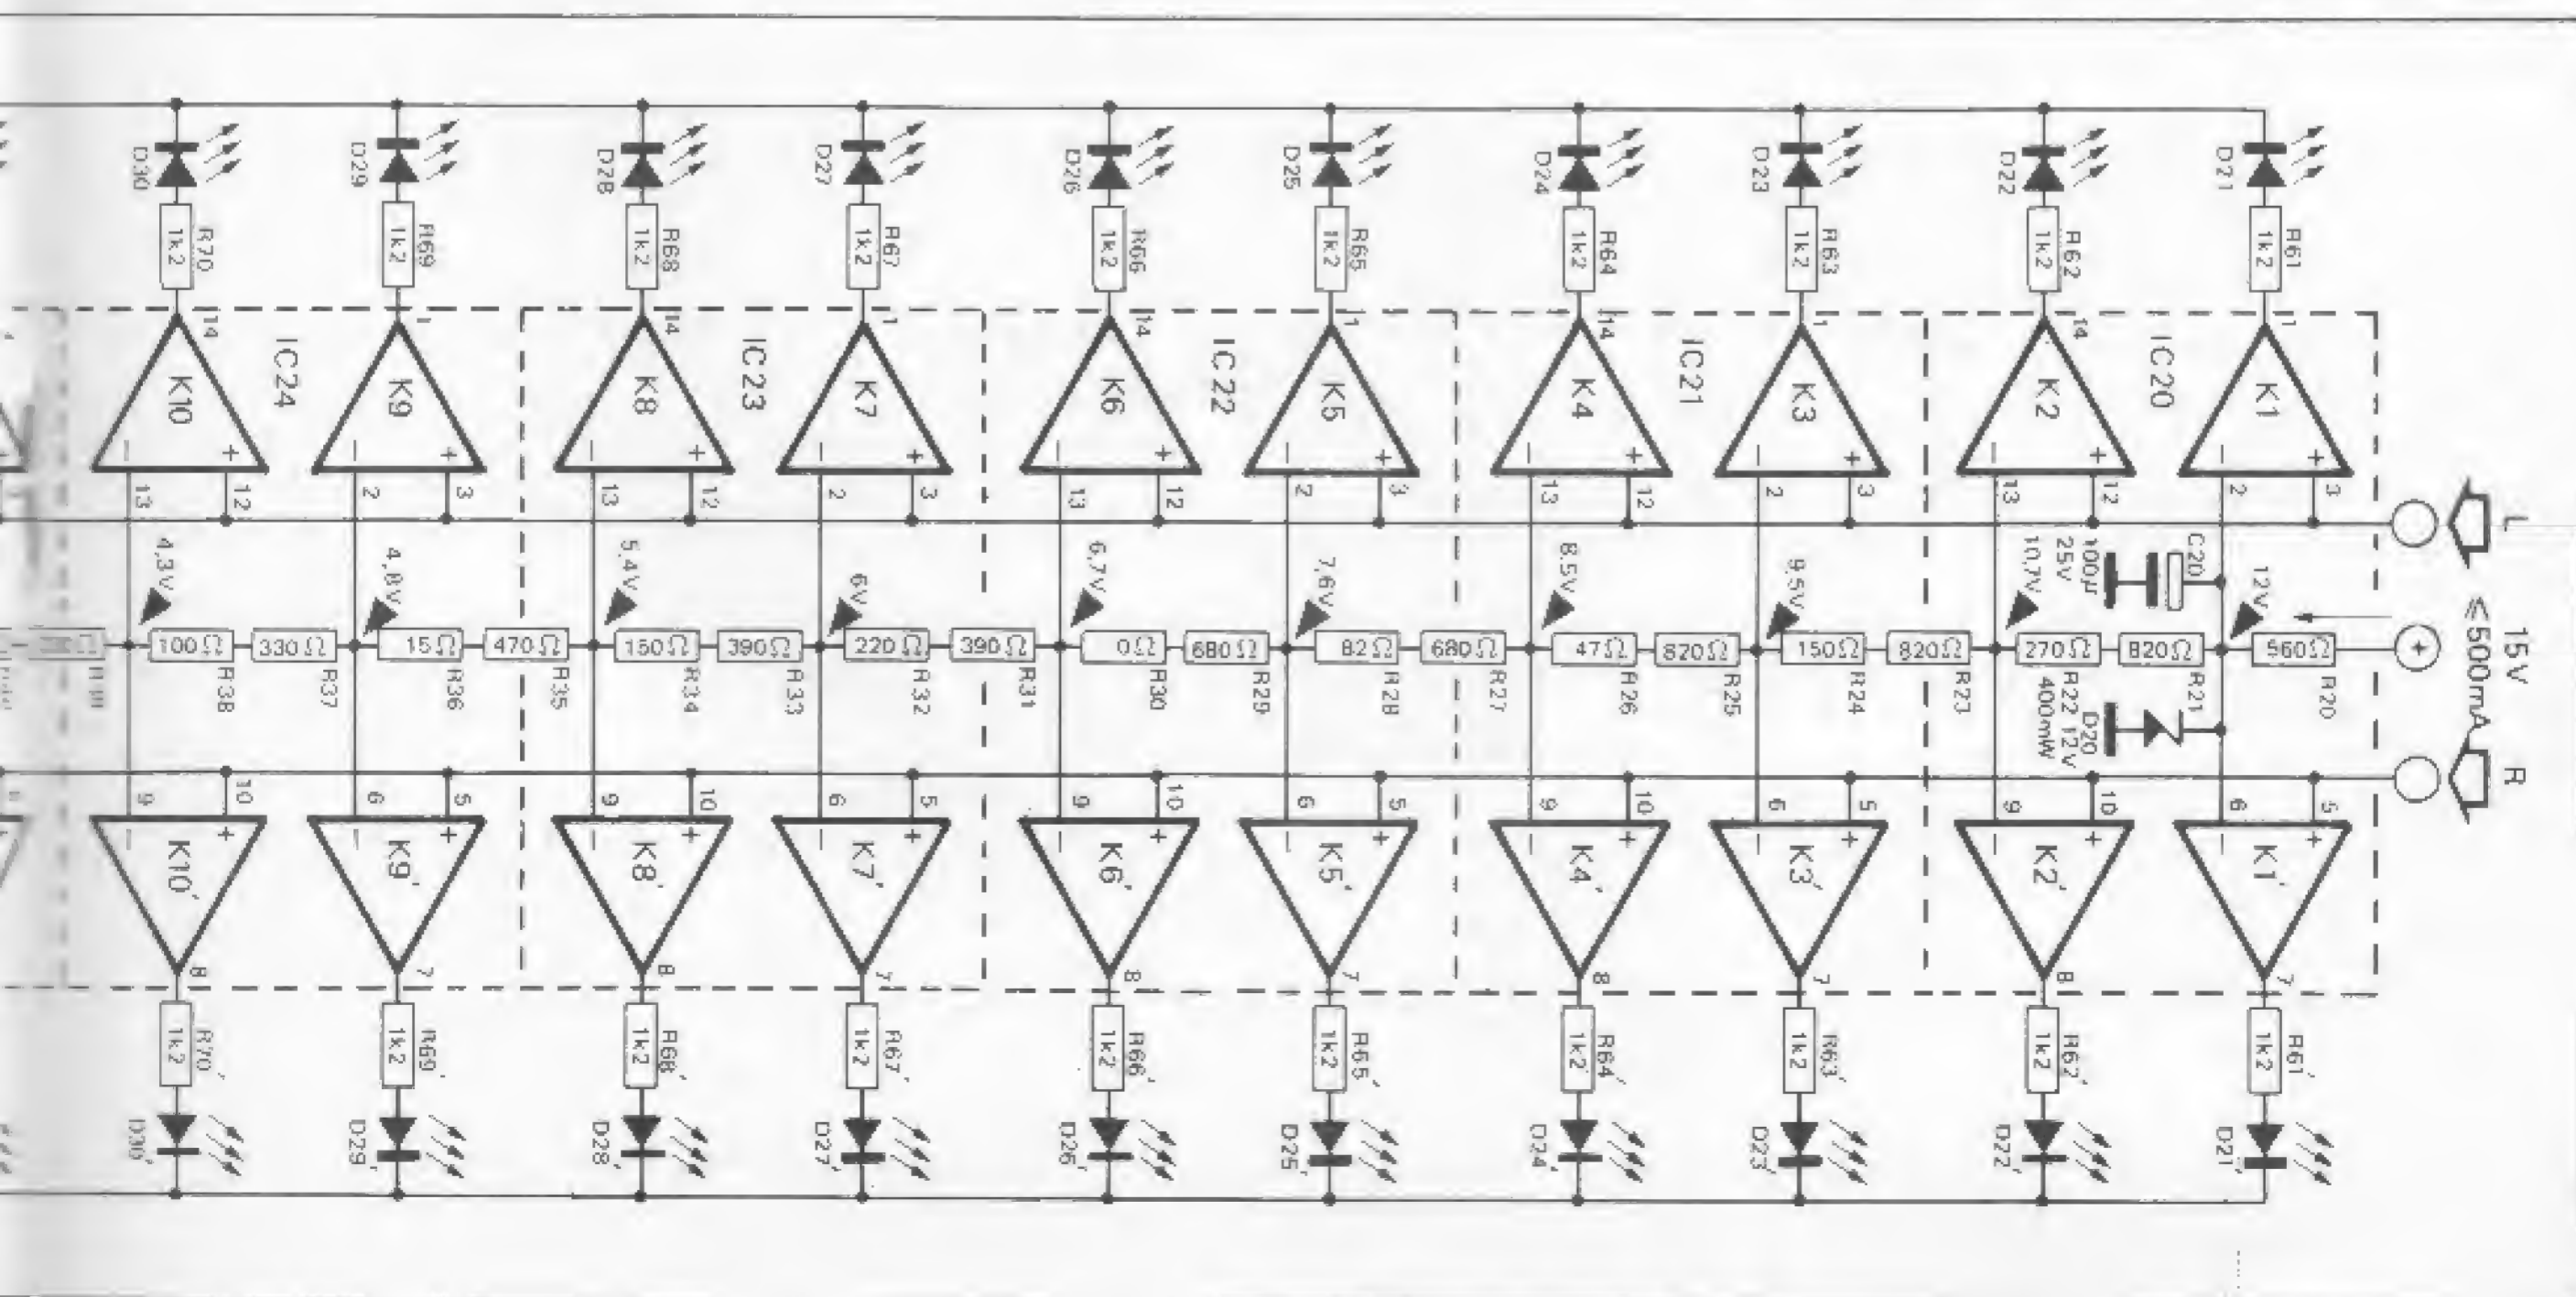 D30
D29
D28
D27
D26
D25
D24
D23
D22
D21
R70
R69
R68
R67
R66
R65
R64
R63
R62
R61
1k2
1k2
1k2
1k2
1k2
1k2
1k2
1k2
1k2
1k2
14
1
14
1
14
1
14
1
14
1
IC24
IC23
IC22
IC21
IC20
K10
K9
K8
K7
K6
K5
K4
K3
K2
K1
− +
− +
− +
− +
− +
− +
− +
− +
− +
− +
13 12
2 3
13 12
2 3
13 12
2 3
13 12
2 3
13 12
2 3
L
4,3V
4,8V
5,4V
6V
6,7V
7,6V
8,5V
9,5V
10,7V
12V
C20
100µ
25V
≤500mA
15V
+
100Ω
330Ω
15Ω
470Ω
150Ω
390Ω
220Ω
390Ω
0Ω
680Ω
82Ω
680Ω
47Ω
820Ω
150Ω
820Ω
270Ω
820Ω
560Ω
R38
R37
R36
R35
R34
R33
R32
R31
R30
R29
R28
R27
R26
R25
R24
R23
R22
R21
R20
D20
12V
400mW
R
9 10
6 5
9 10
6 5
9 10
6 5
9 10
6 5
9 10
6 5
− +
− +
− +
− +
− +
− +
− +
− +
− +
− +
K10'
K9'
K8'
K7'
K6'
K5'
K4'
K3'
K2'
K1'
8
7
8
7
8
7
8
7
8
7
R70'
R69'
R68'
R67'
R66'
R65'
R64'
R63'
R62'
R61'
1k2
1k2
1k2
1k2
1k2
1k2
1k2
1k2
1k2
1k2
D30'
D29'
D28'
D27'
D26'
D25'
D24'
D23'
D22'
D21'